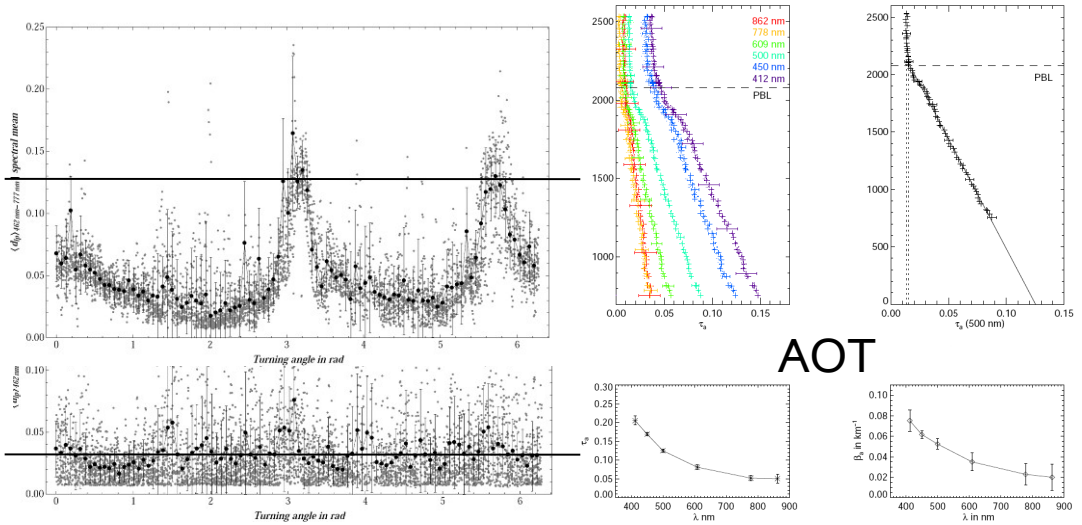 0.25
0.20
0.15
0.10
0.05
0.00
⟨d_lp⟩ 462 nm–777 nm spectral mean
0 1 2 3 4 5 6
Turning angle in rad
0.10
0.05
0.00
462 nm
0 1 2 3 4 5 6
Turning angle in rad
2500
2000
1500
1000
862 nm
778 nm
609 nm
500 nm
450 nm
412 nm
PBL
0.00 0.05 0.10 0.15
τa
2500
2000
1500
1000
500
0
PBL
0.00 0.05 0.10 0.15
τa (500 nm)
AOT
0.30
0.25
0.20
0.15
0.10
0.05
0.00
τa
400 500 600 700 800 900
λ nm
0.10
0.08
0.06
0.04
0.02
0.00
βa in km⁻¹
400 500 600 700 800 900
λ in nm